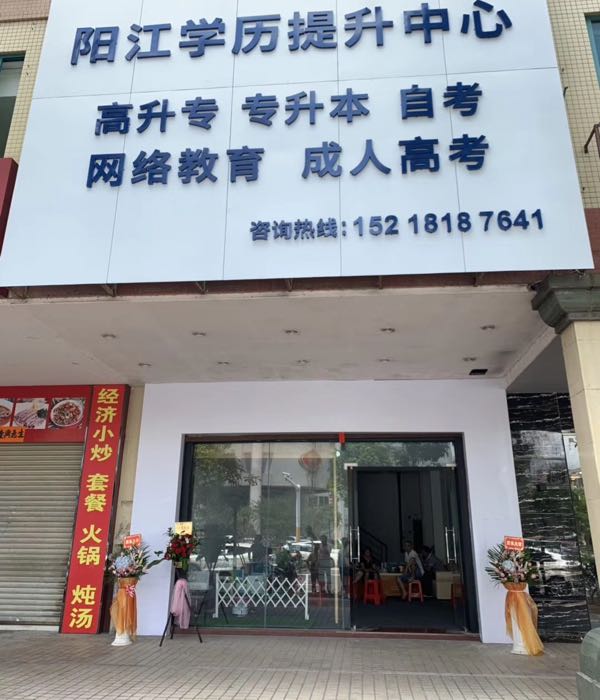 阳江学历提升中心
高升专 专升本 自考
网络教育 成人高考
咨询热线：152 1818 7641
经济小炒 套餐 火锅 炖汤